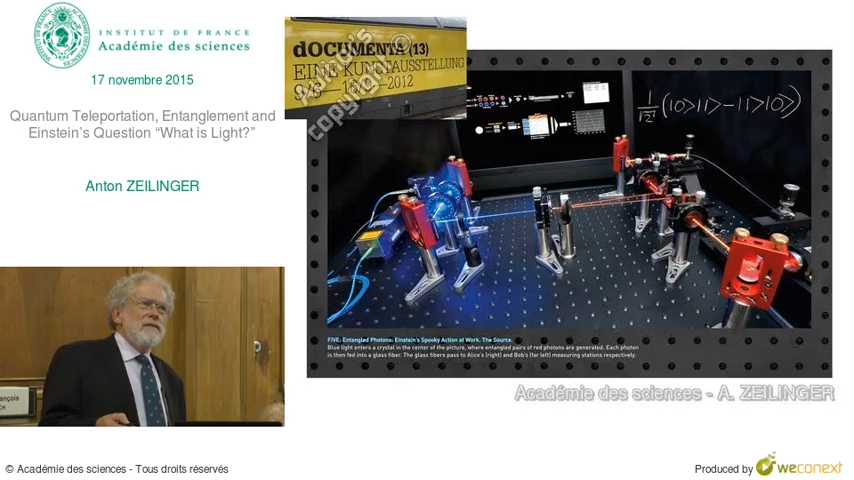 INSTITUT DE FRANCE
Académie des sciences
17 novembre 2015
Quantum Teleportation, Entanglement and
Einstein's Question “What is Light?”
Anton ZEILINGER
dOCUMENTA (13)
EINE KUNSTAUSSTELLUNG
9/6—16/9—2012
1/√2 (|0>|1>−|1>|0>)
FIVE: Entangled Photons: Einstein's Spooky Action at Work. The Source.
Blue light enters a crystal in the center of the picture, where entangled pairs of red photons are generated. Each photon
is then fed into a glass fiber. The glass fibers pass to Alice's (right) and Bob's (far left) measuring stations respectively.
Académie des sciences - A. ZEILINGER
© Académie des sciences - Tous droits réservés
Produced by weconext